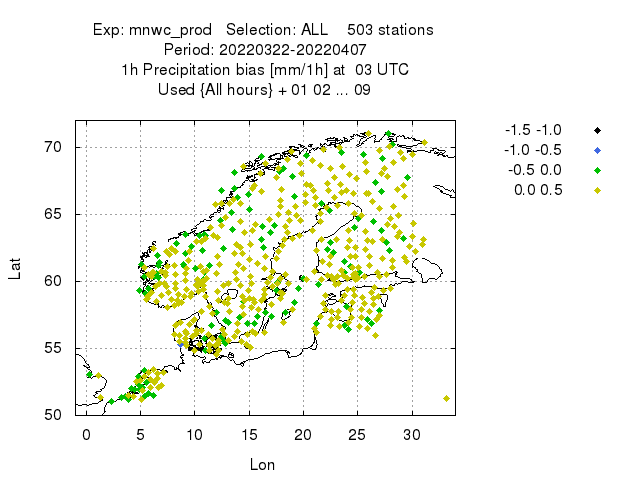 Exp: mnwc_prod   Selection: ALL    503 stations
Period: 20220322-20220407
1h Precipitation bias [mm/1h] at  03 UTC
Used {All hours} + 01 02 ... 09
-1.5 -1.0
-1.0 -0.5
-0.5 0.0
0.0 0.5
70
65
60
55
50
Lat
0 5 10 15 20 25 30
Lon